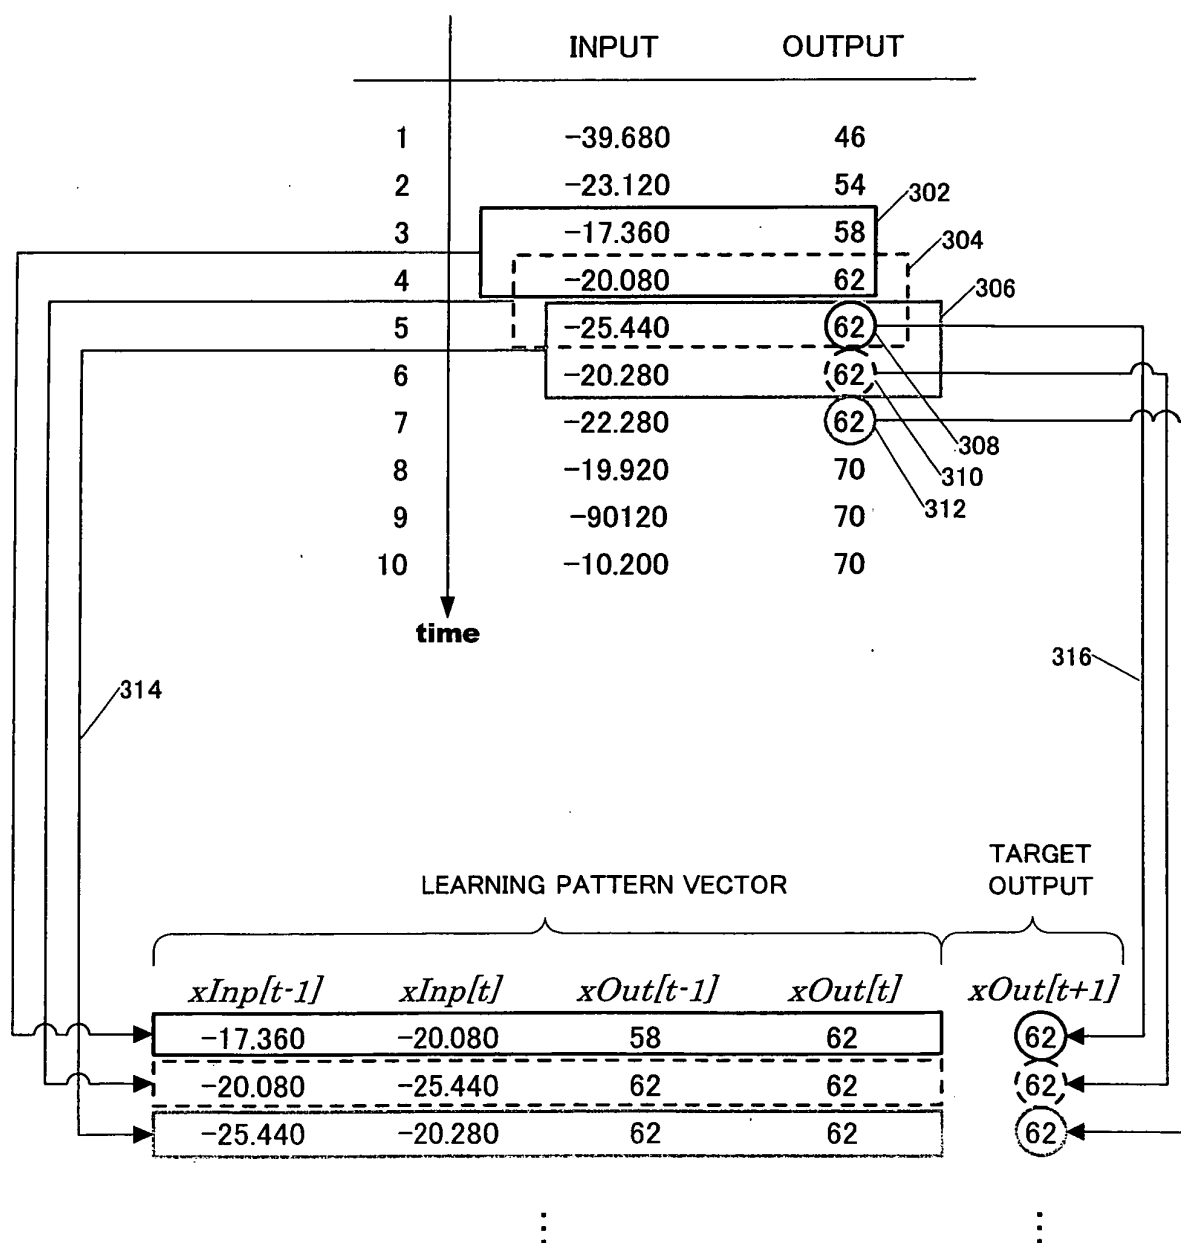 INPUT OUTPUT
1 −39.680 46
2 −23.120 54
302
3 −17.360 58
304
4 −20.080 62
306
5 −25.440 62
6 −20.280 62
7 −22.280 62
308
8 −19.920 70
310
312
9 −90120 70
10 −10.200 70
time
316
314
TARGET
OUTPUT
LEARNING PATTERN VECTOR
xInp[t-1] xInp[t] xOut[t-1] xOut[t] xOut[t+1]
−17.360 −20.080 58 62 62
−20.080 −25.440 62 62 62
−25.440 −20.280 62 62 62
⋮ ⋮